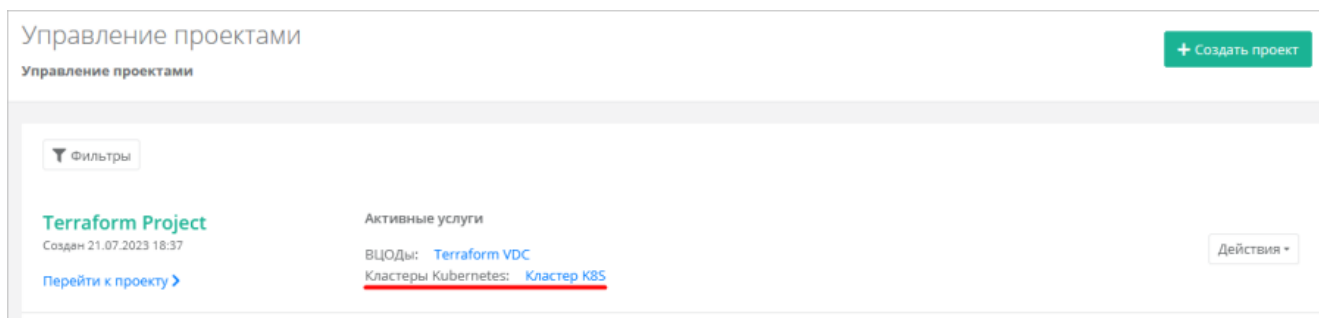 Управление проектами
+ Создать проект
Управление проектами
Фильтры
Terraform Project
Создан 21.07.2023 18:37
Перейти к проекту
Активные услуги
ВЦОДы: Terraform VDC
Кластеры Kubernetes: Кластер K8S
Действия